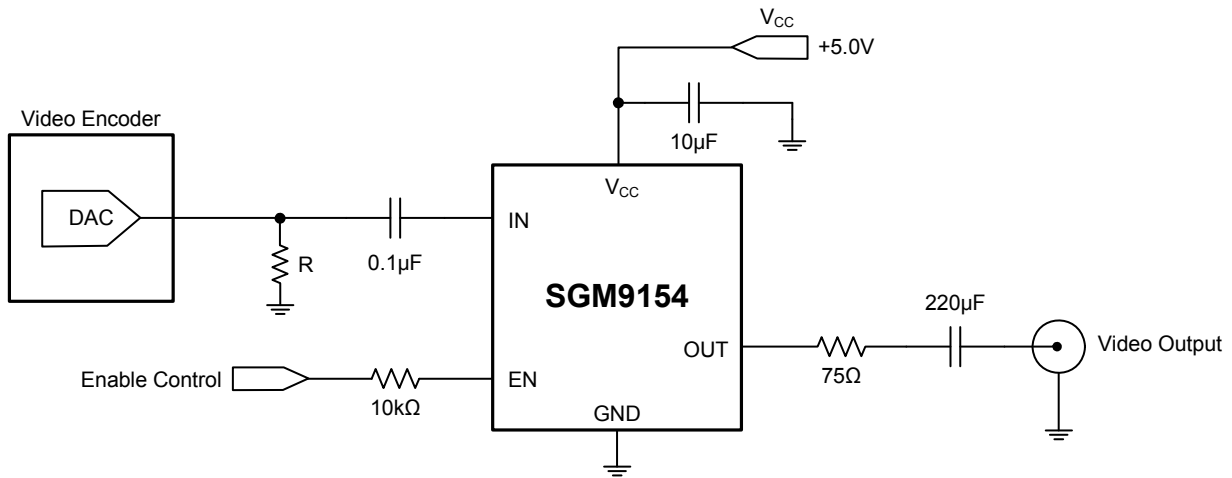 V_CC
+5.0V
Video Encoder
10µF
V_CC
DAC
IN
R
0.1µF
SGM9154
220µF
OUT
Video Output
75Ω
Enable Control
EN
10kΩ
GND